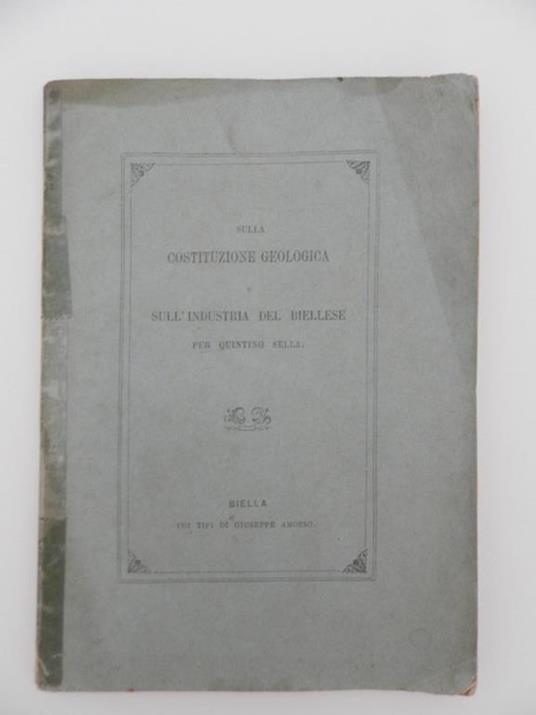 SULLA
COSTITUZIONE GEOLOGICA
E
SULL'INDUSTRIA DEL BIELLESE
PER QUINTINO SELLA.
BIELLA
COI TIPI DI GIUSEPPE AMOSSO.